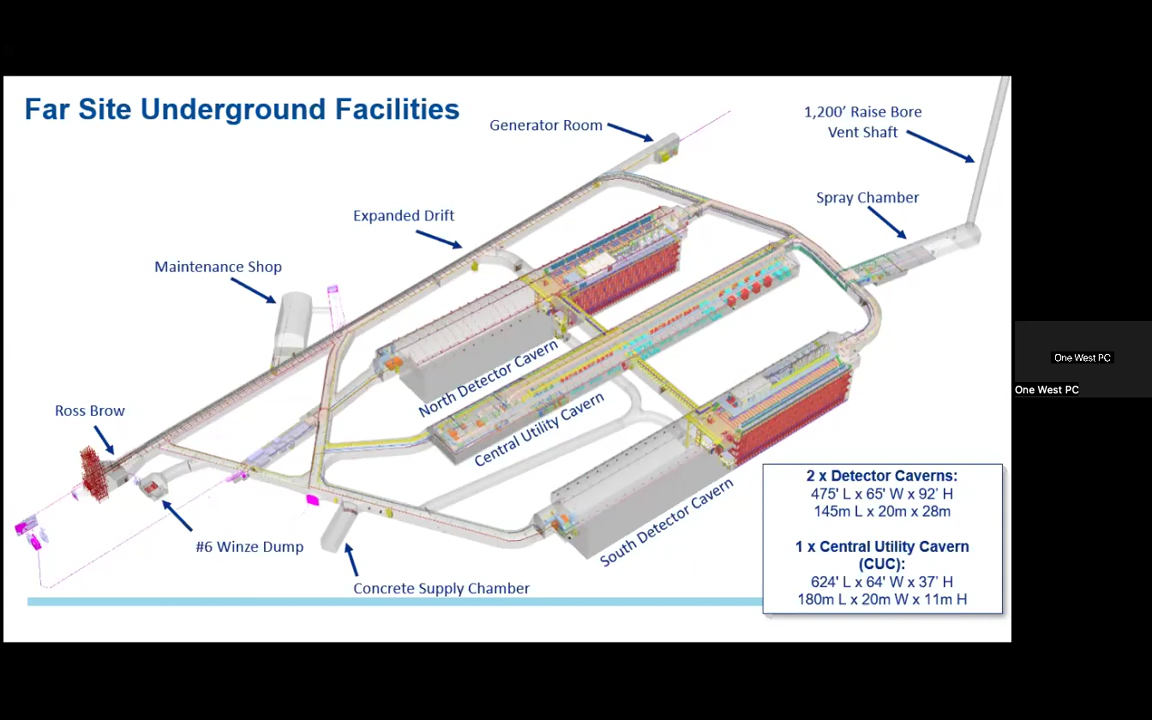 Far Site Underground Facilities
Generator Room
1,200' Raise Bore
Vent Shaft
Spray Chamber
Expanded Drift
Maintenance Shop
North Detector Cavern
Central Utility Cavern
South Detector Cavern
Ross Brow
#6 Winze Dump
Concrete Supply Chamber
2 x Detector Caverns:
475' L x 65' W x 92' H
145m L x 20m x 28m
1 x Central Utility Cavern
(CUC):
624' L x 64' W x 37' H
180m L x 20m W x 11m H
One West PC
One West PC